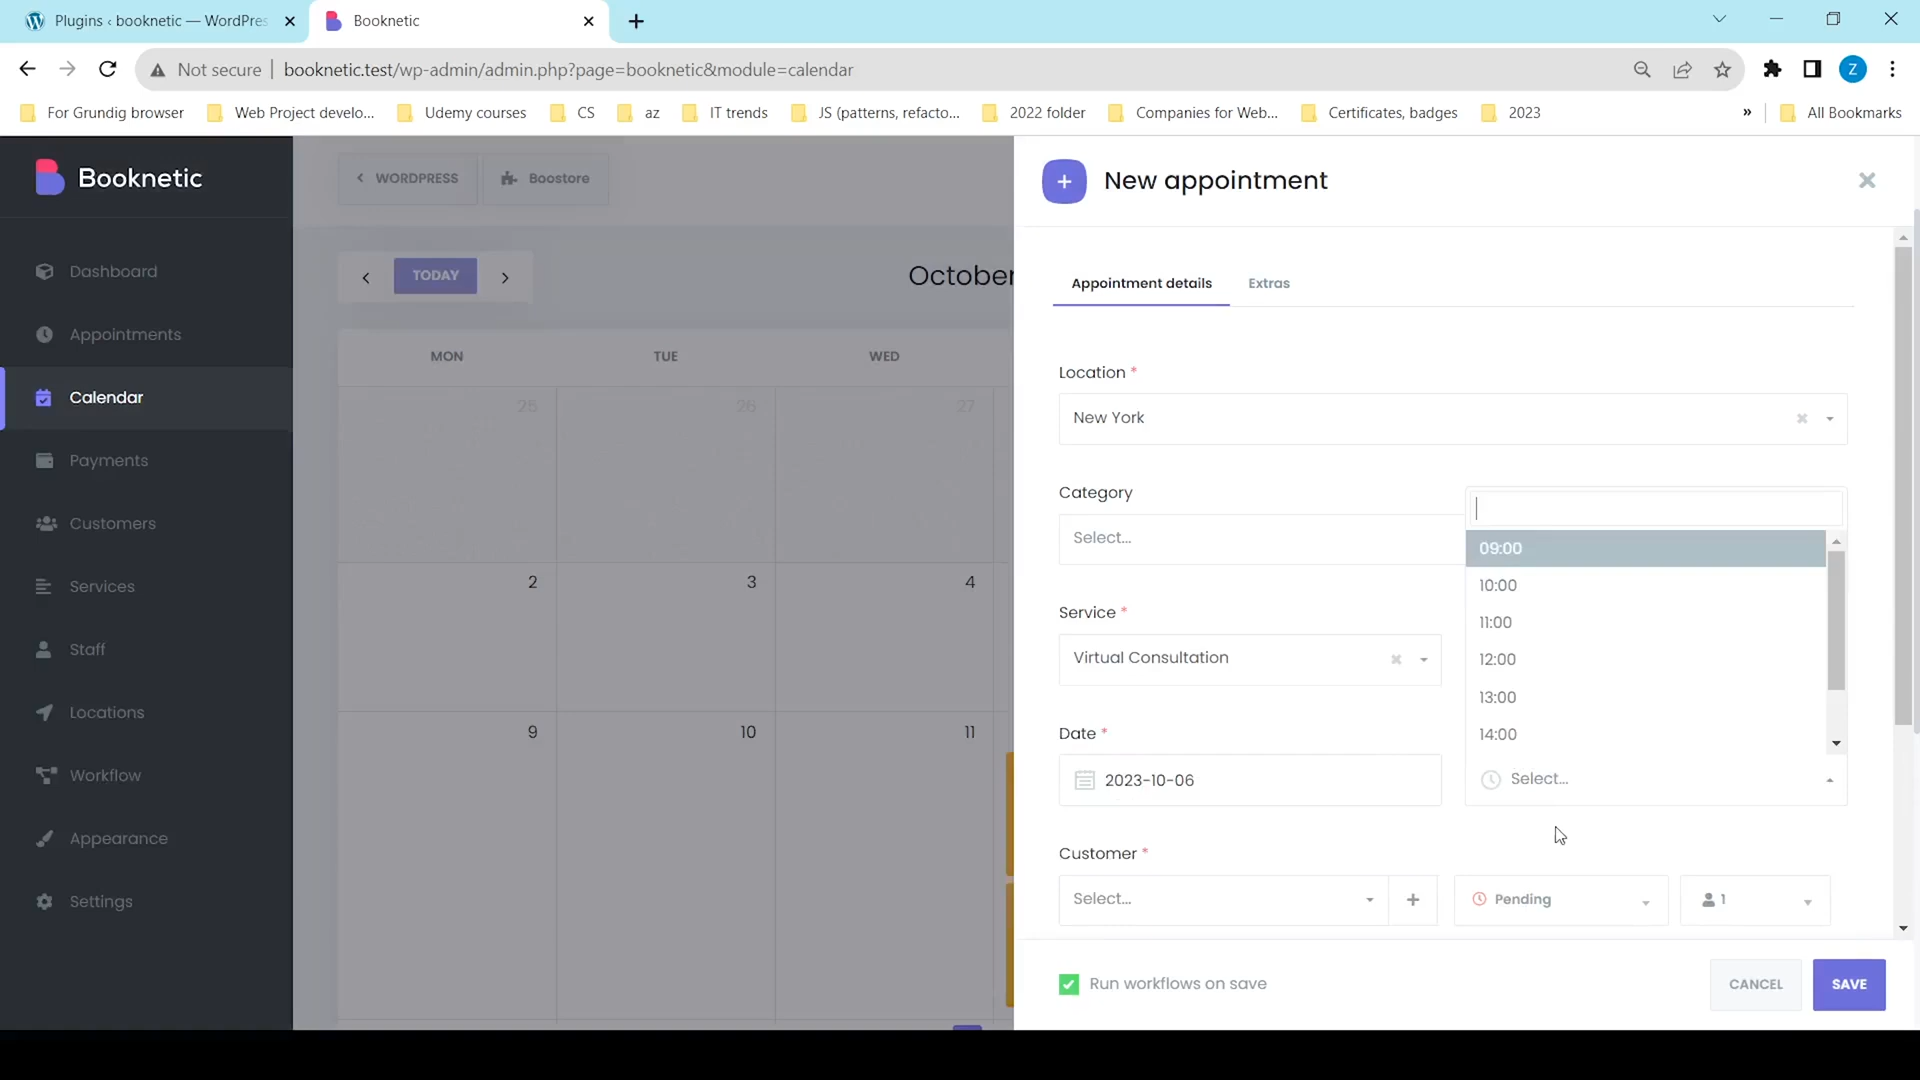 Plugins ‹ booknetic — WordPres
Booknetic
Not secure
booknetic.test/wp-admin/admin.php?page=booknetic&module=calendar
Z
For Grundig browser
Web Project develo...
Udemy courses
CS
az
IT trends
JS (patterns, refacto...
2022 folder
Companies for Web...
Certificates, badges
2023
»
All Bookmarks
Booknetic
Dashboard
Appointments
Calendar
Payments
Customers
Services
Staff
Locations
Workflow
Appearance
Settings
WORDPRESS
Boostore
TODAY
October
MON
TUE
WED
25
26
27
2
3
4
9
10
11
New appointment
Appointment details
Extras
Location *
New York
Category
Select...
Service *
Virtual Consultation
09:00
10:00
11:00
12:00
13:00
14:00
Date *
2023-10-06
Select...
Customer *
Select...
Pending
1
Run workflows on save
CANCEL
SAVE